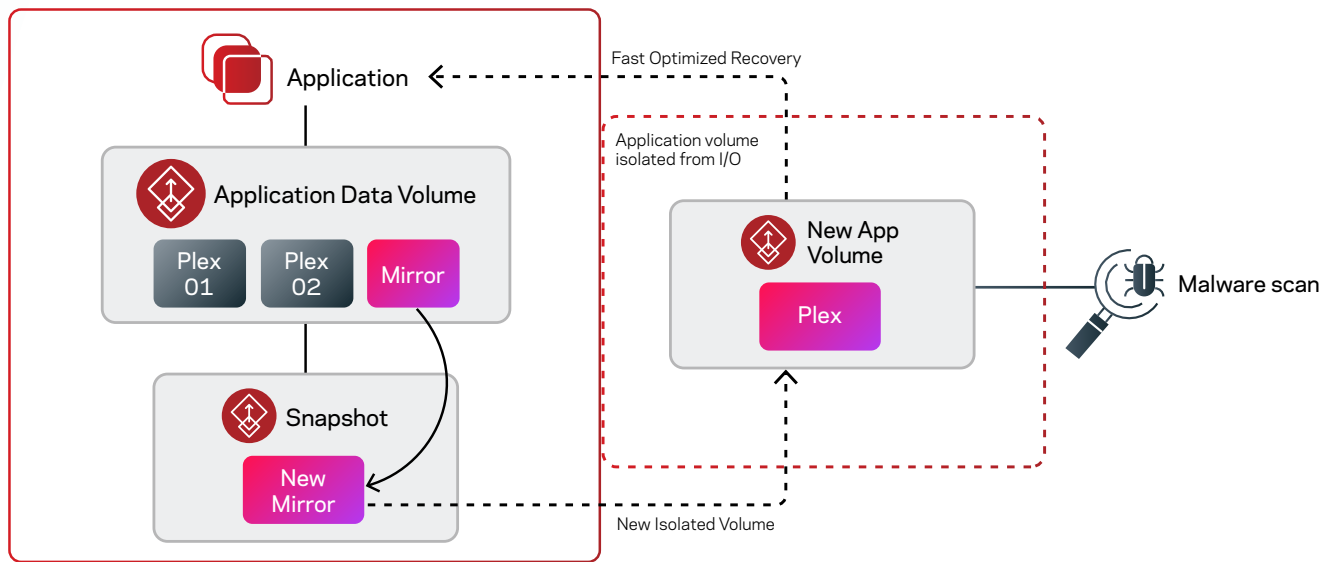 Fast Optimized Recovery
Application
Application volume
isolated from I/O
Application Data Volume
Plex
01
Plex
02
Mirror
New App
Volume
Plex
Malware scan
Snapshot
New
Mirror
New Isolated Volume